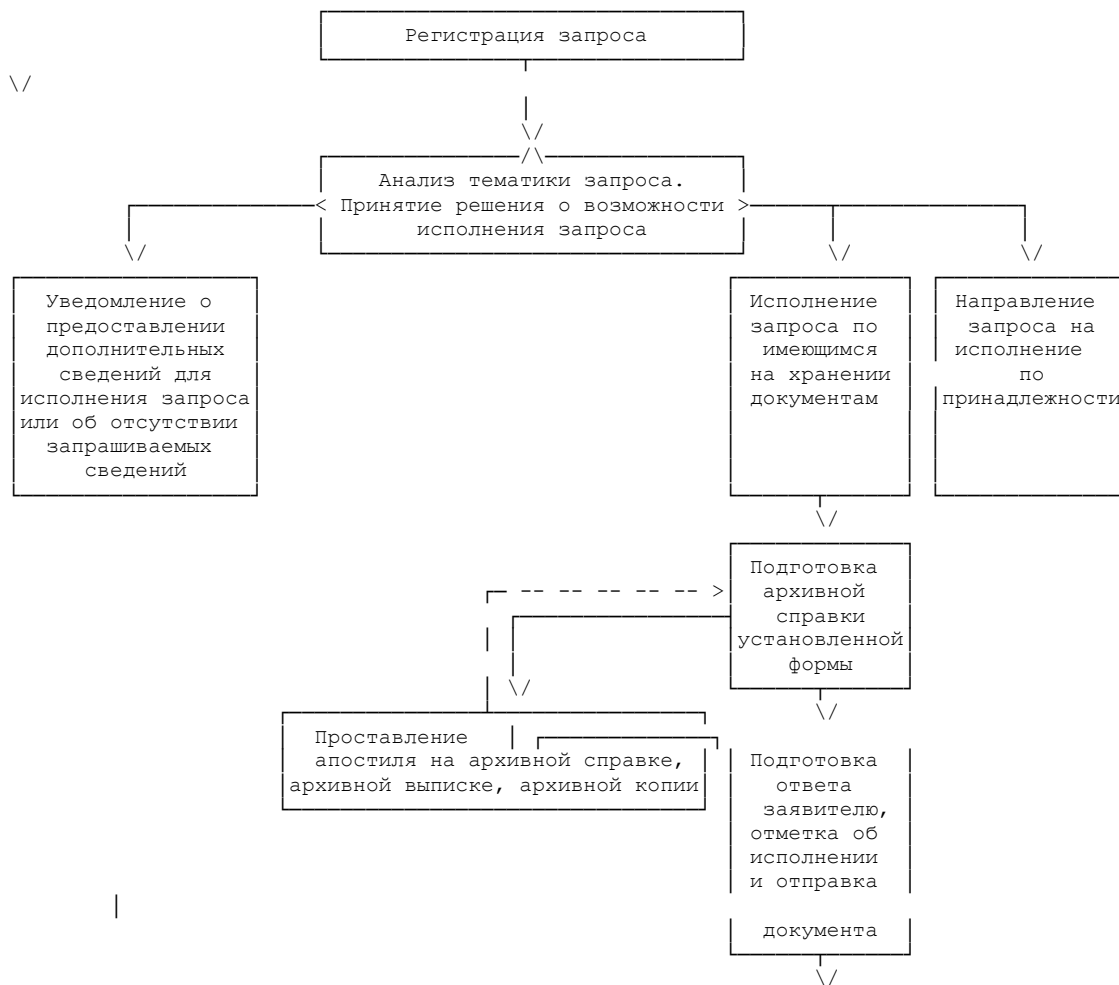 Регистрация запроса
Анализ тематики запроса.
Принятие решения о возможности
исполнения запроса
Уведомление о
предоставлении
дополнительных
сведений для
исполнения запроса
или об отсутствии
запрашиваемых
сведений
Исполнение
запроса по
имеющимся
на хранении
документам
Направление
запроса на
исполнение
по
принадлежности
Подготовка
архивной
справки
установленной
формы
Проставление
апостиля на архивной справке,
архивной выписке, архивной копии
Подготовка
ответа
заявителю,
отметка об
исполнении
и отправка
документа